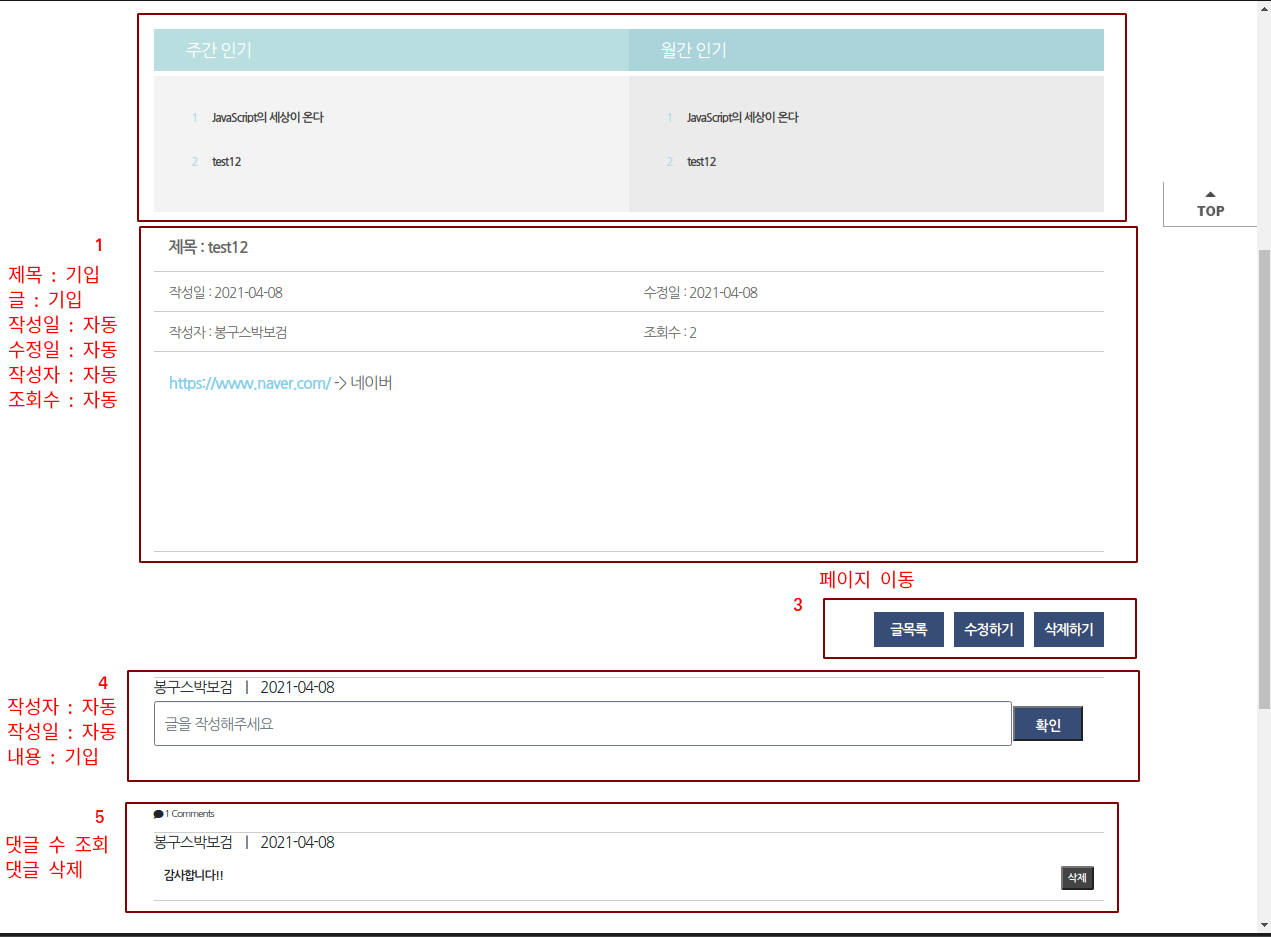 주간 인기
월간 인기
1 JavaScript의 세상이 온다
1 JavaScript의 세상이 온다
2 test12
2 test12
TOP
1
제목 : 기입
글 : 기입
작성일 : 자동
수정일 : 자동
작성자 : 자동
조회수 : 자동
제목 : test12
작성일 : 2021-04-08
수정일 : 2021-04-08
작성자 : 봉구스박보검
조회수 : 2
https://www.naver.com/ -> 네이버
페이지 이동
3
글목록
수정하기
삭제하기
4
작성자 : 자동
작성일 : 자동
내용 : 기입
봉구스박보검 | 2021-04-08
글을 작성해주세요
확인
5
댓글 수 조회
댓글 삭제
1 Comments
봉구스박보검 | 2021-04-08
감사합니다!!
삭제